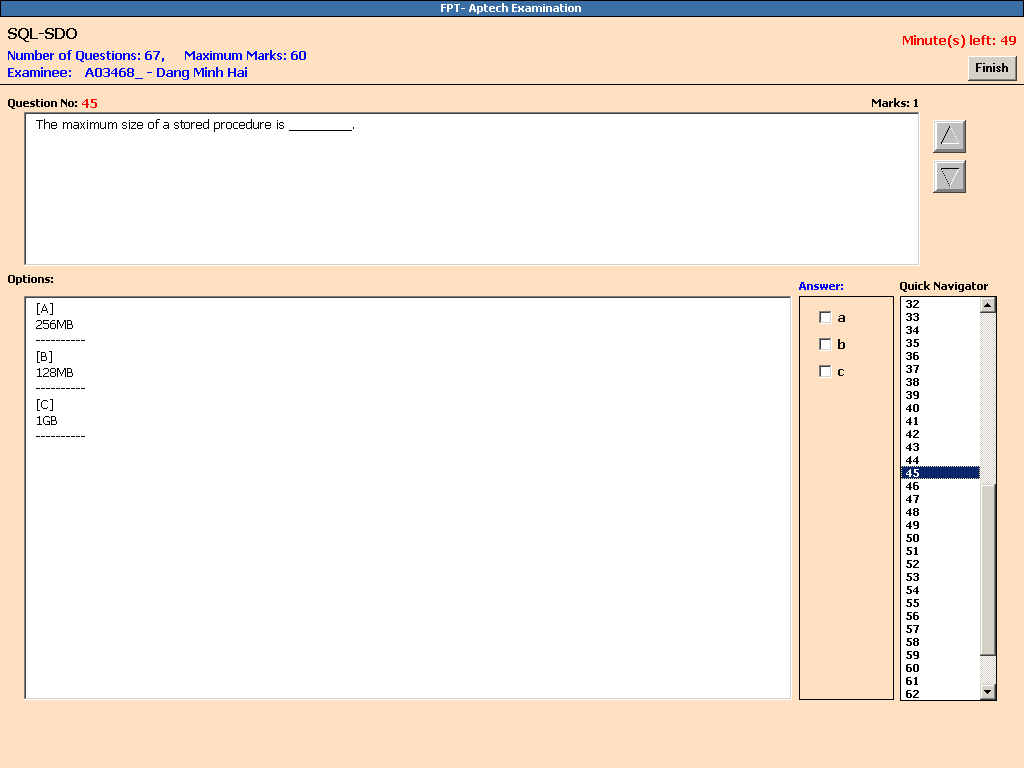 FPT- Aptech Examination
SQL-SDO
Number of Questions: 67, Maximum Marks: 60
Minute(s) left: 49
Examinee: A03468_ - Dang Minh Hai
Finish
Question No: 45
Marks: 1
The maximum size of a stored procedure is __________.
Options:
Answer:
Quick Navigator
[A]
256MB
----------
[B]
128MB
----------
[C]
1GB
----------
a
b
c
32
33
34
35
36
37
38
39
40
41
42
43
44
45
46
47
48
49
50
51
52
53
54
55
56
57
58
59
60
61
62